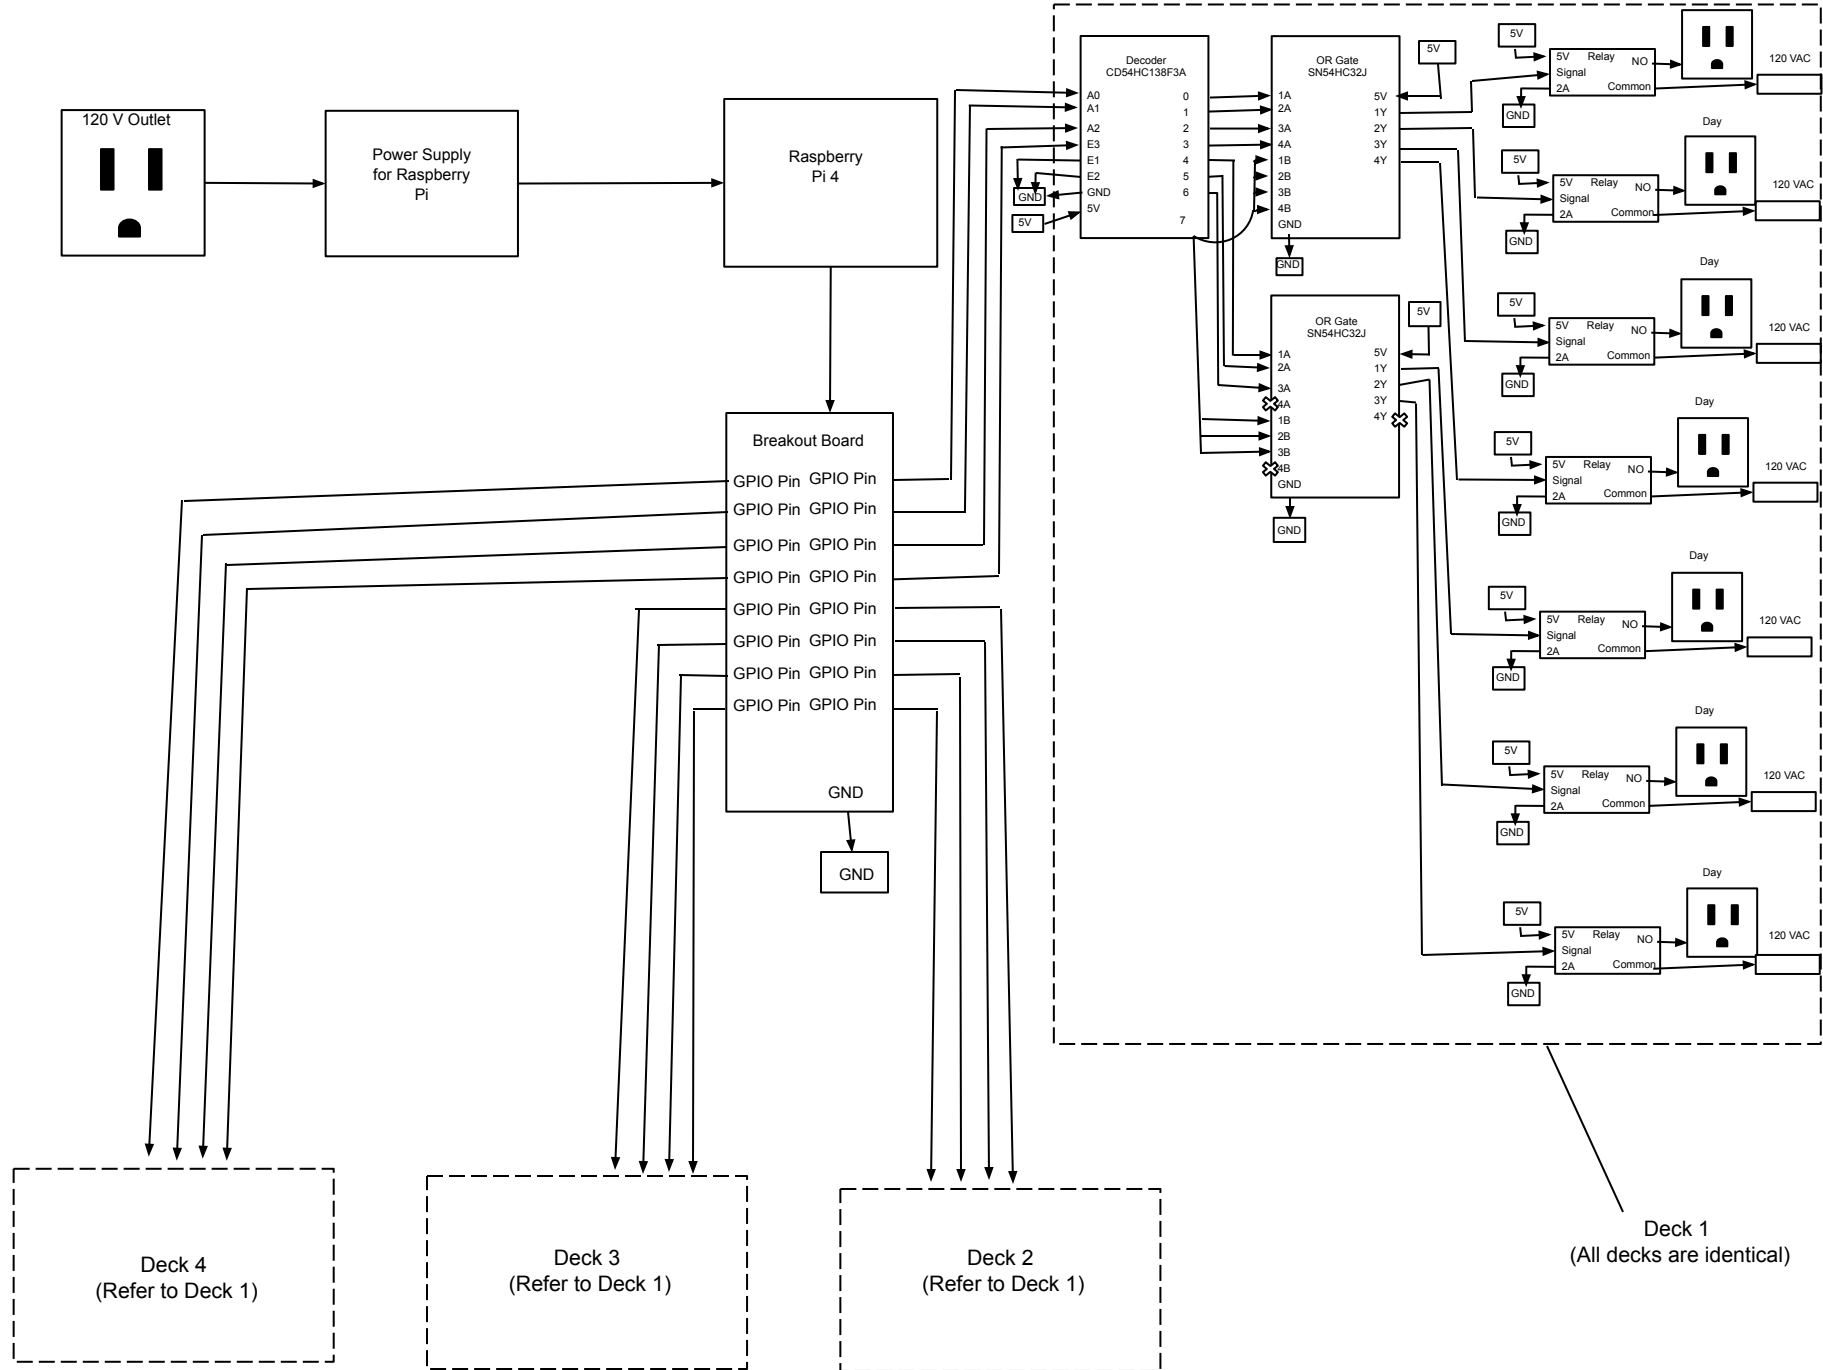 120 V Outlet
Power Supply
for Raspberry
Pi
Raspberry
Pi 4
Breakout Board
GPIO Pin GPIO Pin
GPIO Pin GPIO Pin
GPIO Pin GPIO Pin
GPIO Pin GPIO Pin
GPIO Pin GPIO Pin
GPIO Pin GPIO Pin
GPIO Pin GPIO Pin
GPIO Pin GPIO Pin
GND
GND
Decoder
CD54HC138F3A
A0 0
A1 1
A2 2
E3 3
E1 4
E2 5
GND 6
5V 7
GND
5V
OR Gate
SN54HC32J
5V
1A 5V
2A 1Y
3A 2Y
4A 3Y
1B 4Y
2B
3B
4B
GND
GND
OR Gate
SN54HC32J
5V
1A 5V
2A 1Y
3A 2Y
4A 3Y
1B 4Y
2B
3B
4B
GND
GND
5V
5V Relay NO
Signal
2A Common
GND
120 VAC
Day
5V
5V Relay NO
Signal
2A Common
GND
120 VAC
Day
5V
5V Relay NO
Signal
2A Common
GND
120 VAC
Day
5V
5V Relay NO
Signal
2A Common
GND
120 VAC
Day
5V
5V Relay NO
Signal
2A Common
GND
120 VAC
Day
5V
5V Relay NO
Signal
2A Common
GND
120 VAC
Day
5V
5V Relay NO
Signal
2A Common
GND
120 VAC
Deck 4
(Refer to Deck 1)
Deck 3
(Refer to Deck 1)
Deck 2
(Refer to Deck 1)
Deck 1
(All decks are identical)